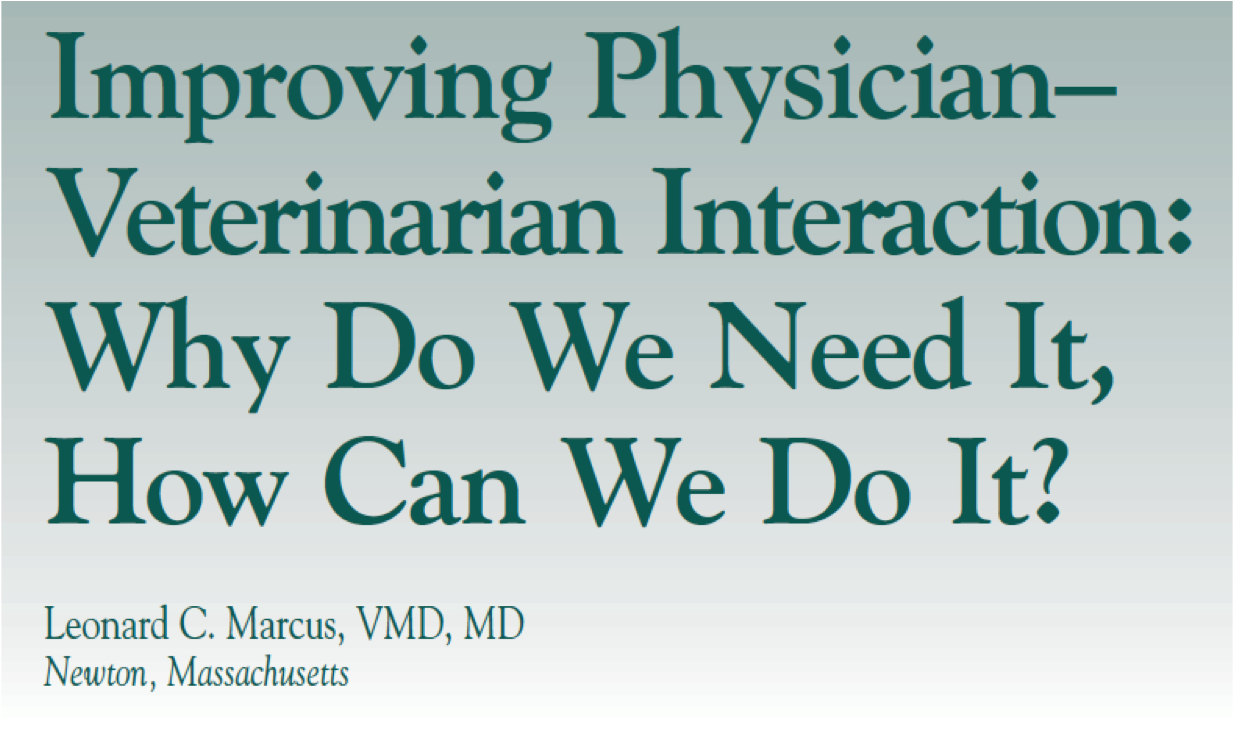 Improving Physician–
Veterinarian Interaction:
Why Do We Need It,
How Can We Do It?
Leonard C. Marcus, VMD, MD
Newton, Massachusetts